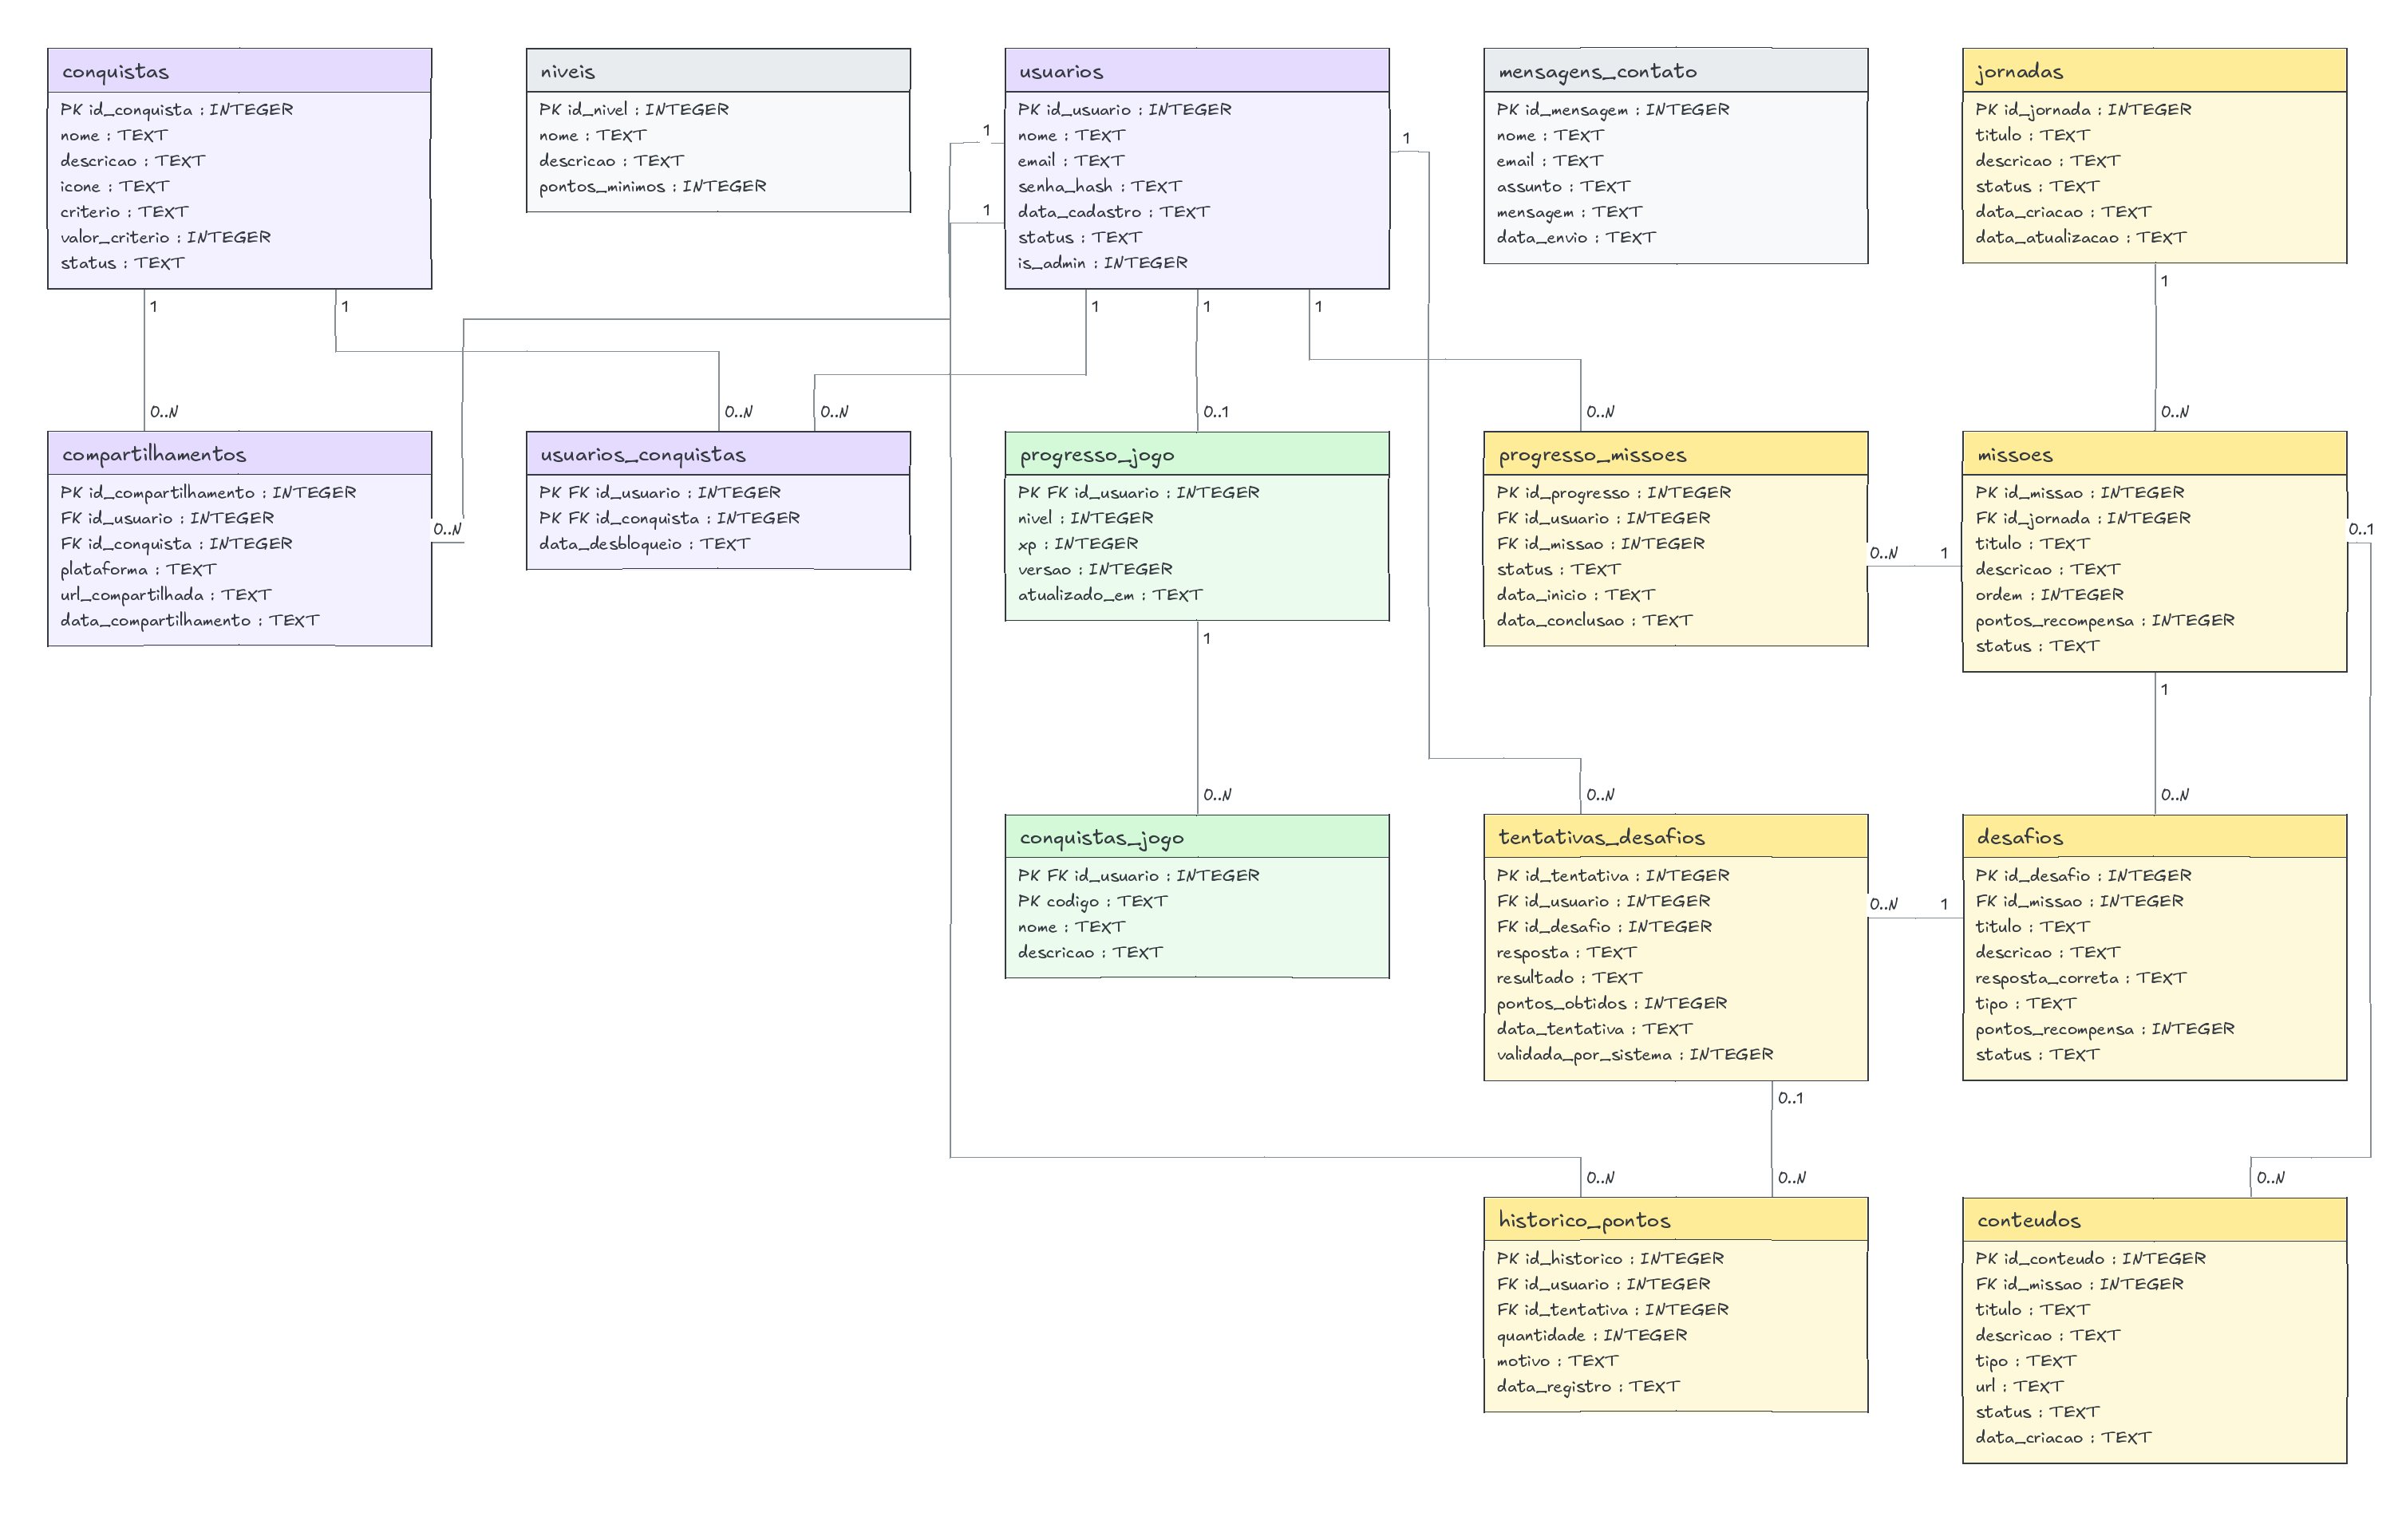 conquistas
PK id_conquista : INTEGER
nome : TEXT
descricao : TEXT
icone : TEXT
criterio : TEXT
valor_criterio : INTEGER
status : TEXT
niveis
PK id_nivel : INTEGER
nome : TEXT
descricao : TEXT
pontos_minimos : INTEGER
usuarios
PK id_usuario : INTEGER
nome : TEXT
email : TEXT
senha_hash : TEXT
data_cadastro : TEXT
status : TEXT
is_admin : INTEGER
mensagens_contato
PK id_mensagem : INTEGER
nome : TEXT
email : TEXT
assunto : TEXT
mensagem : TEXT
data_envio : TEXT
jornadas
PK id_jornada : INTEGER
titulo : TEXT
descricao : TEXT
status : TEXT
data_criacao : TEXT
data_atualizacao : TEXT
1
1
1
1
1
1
1
1
1
0..N
0..N
0..N
0..1
0..N
0..N
compartilhamentos
PK id_compartilhamento : INTEGER
FK id_usuario : INTEGER
FK id_conquista : INTEGER
plataforma : TEXT
url_compartilhada : TEXT
data_compartilhamento : TEXT
0..N
usuarios_conquistas
PK FK id_usuario : INTEGER
PK FK id_conquista : INTEGER
data_desbloqueio : TEXT
progresso_jogo
PK FK id_usuario : INTEGER
nivel : INTEGER
xp : INTEGER
versao : INTEGER
atualizado_em : TEXT
progresso_missoes
PK id_progresso : INTEGER
FK id_usuario : INTEGER
FK id_missao : INTEGER
status : TEXT
data_inicio : TEXT
data_conclusao : TEXT
0..N
1
missoes
PK id_missao : INTEGER
FK id_jornada : INTEGER
titulo : TEXT
descricao : TEXT
ordem : INTEGER
pontos_recompensa : INTEGER
status : TEXT
0..1
1
1
0..N
0..N
0..N
conquistas_jogo
PK FK id_usuario : INTEGER
PK codigo : TEXT
nome : TEXT
descricao : TEXT
tentativas_desafios
PK id_tentativa : INTEGER
FK id_usuario : INTEGER
FK id_desafio : INTEGER
resposta : TEXT
resultado : TEXT
pontos_obtidos : INTEGER
data_tentativa : TEXT
validada_por_sistema : INTEGER
0..N
1
desafios
PK id_desafio : INTEGER
FK id_missao : INTEGER
titulo : TEXT
descricao : TEXT
resposta_correta : TEXT
tipo : TEXT
pontos_recompensa : INTEGER
status : TEXT
0..1
0..N
0..N
0..N
historico_pontos
PK id_historico : INTEGER
FK id_usuario : INTEGER
FK id_tentativa : INTEGER
quantidade : INTEGER
motivo : TEXT
data_registro : TEXT
conteudos
PK id_conteudo : INTEGER
FK id_missao : INTEGER
titulo : TEXT
descricao : TEXT
tipo : TEXT
url : TEXT
status : TEXT
data_criacao : TEXT